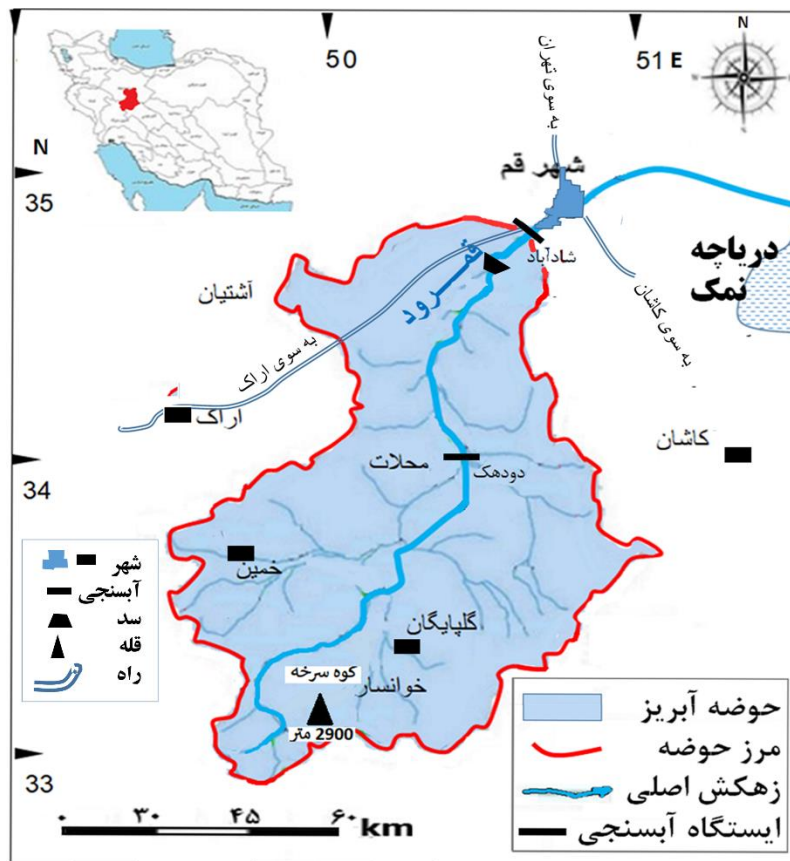 50
51 E
N
N
N
E
S
W
به سوی تهران
شهر قم
35
شادآباد
قمرود
دریاچه
نمک
آشتیان
به سوی کاشان
به سوی اراک
اراک
کاشان
محلات
دودهک
34
خمین
گلپایگان
خوانسار
کوه سرخه
2900 متر
شهر
آبسنجی
سد
قله
راه
33
حوضه آبریز
مرز حوضه
زهکش اصلی
ایستگاه آبسنجی
۰ ۳۰ ۴۵ ۶۰ km